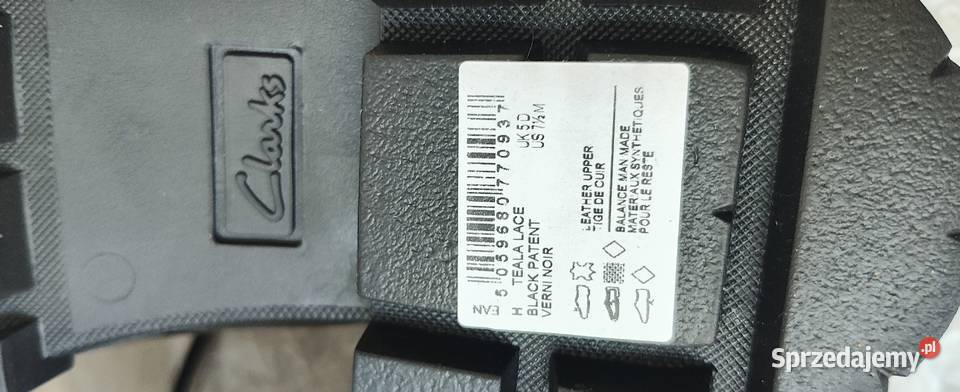 Clarks
EAN
5 059680 770937
H TEALA LACE UK 5 D
BLACK PATENT US 7½ M
VERNI NOIR
LEATHER UPPER
TIGE DE CUIR
BALANCE MAN MADE
MATERIAUX SYNTHETIQUES
POUR LE RESTE
Sprzedajemy.pl